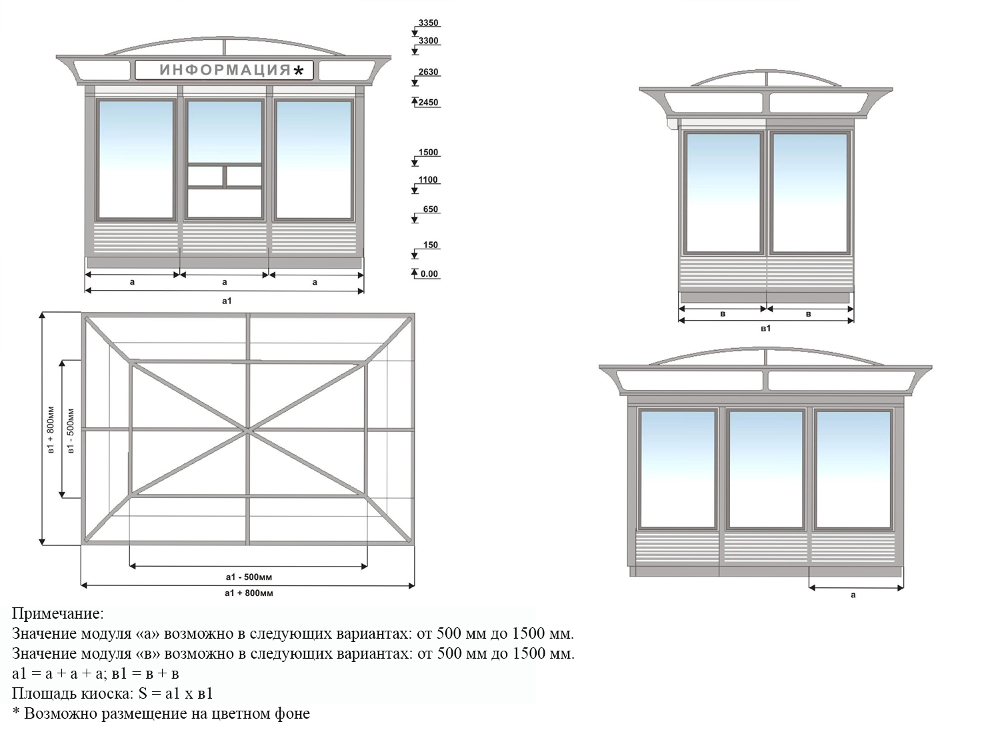 3350
3300
ИНФОРМАЦИЯ*
2630
2450
1500
1100
650
150
0.00
а
а
а
а1
в
в
в1
в1 + 800мм
в1 - 500мм
а1 - 500мм
а1 + 800мм
а
Примечание:
Значение модуля «а» возможно в следующих вариантах: от 500 мм до 1500 мм.
Значение модуля «в» возможно в следующих вариантах: от 500 мм до 1500 мм.
а1 = а + а + а; в1 = в + в
Площадь киоска: S = а1 х в1
* Возможно размещение на цветном фоне